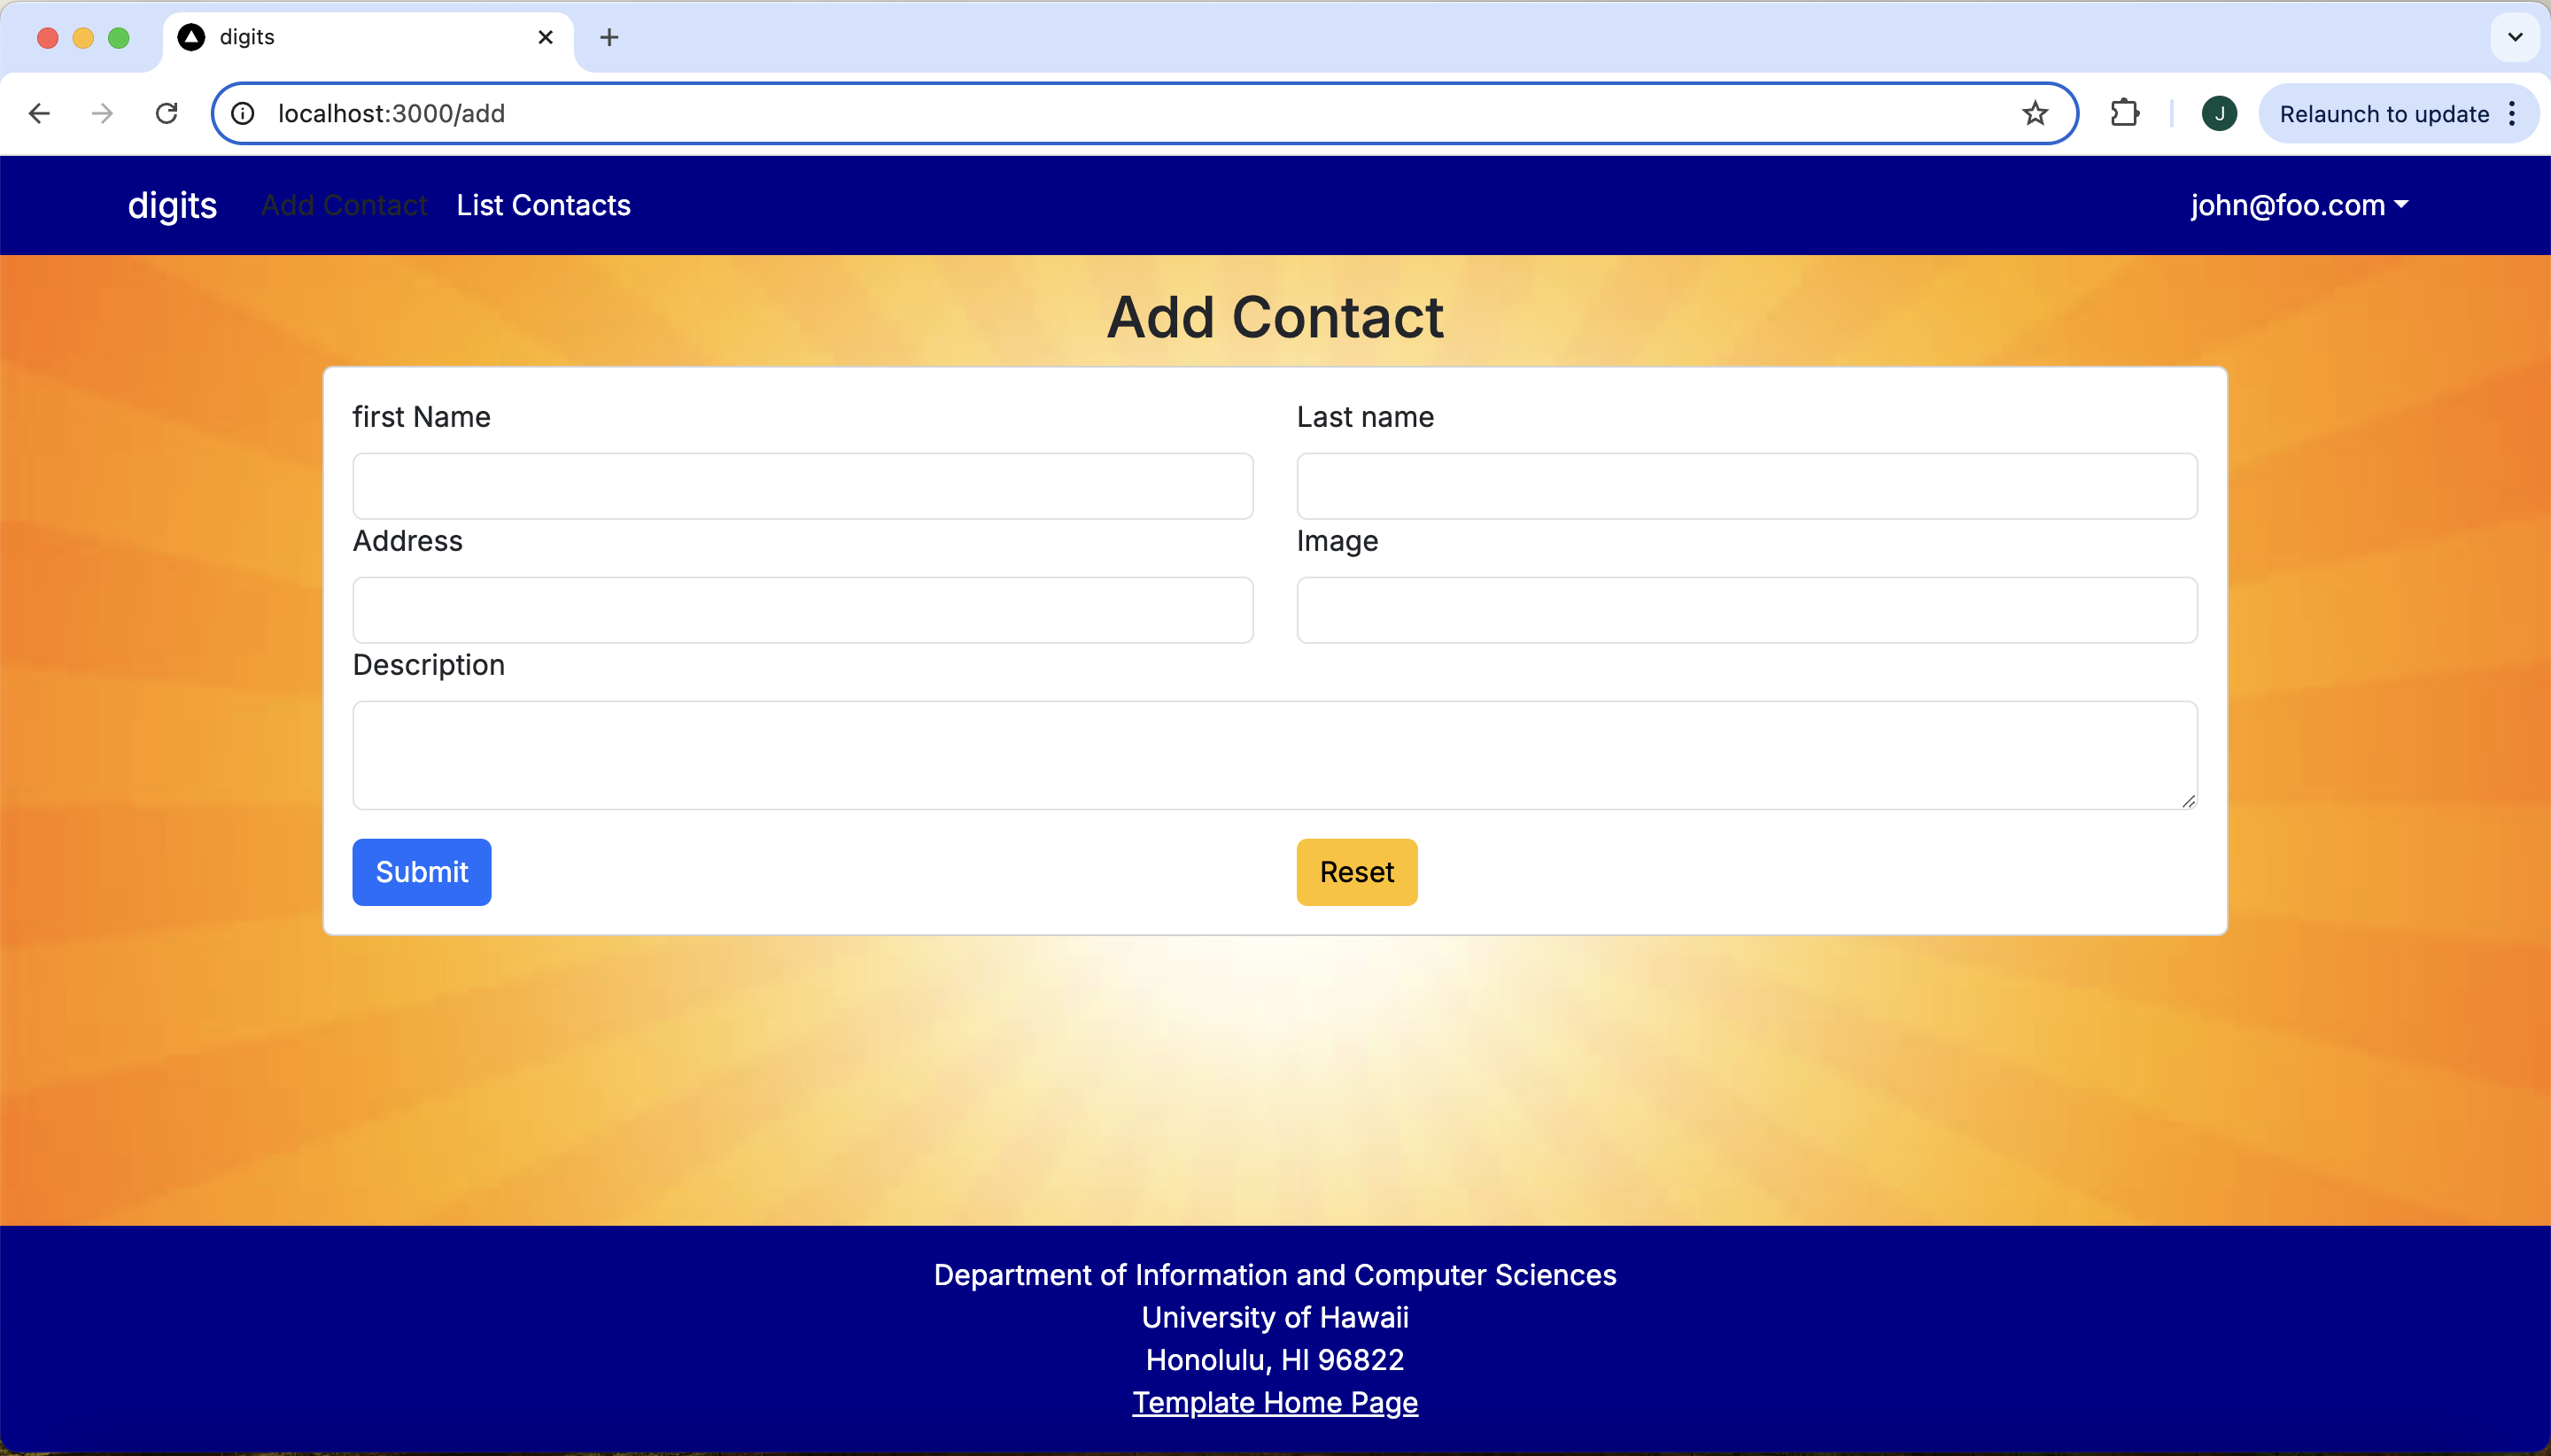 digits
localhost:3000/add
J
Relaunch to update
digits Add Contact List Contacts john@foo.com
Add Contact
first Name Last name
Address Image
Description
Submit Reset
Department of Information and Computer Sciences
University of Hawaii
Honolulu, HI 96822
Template Home Page